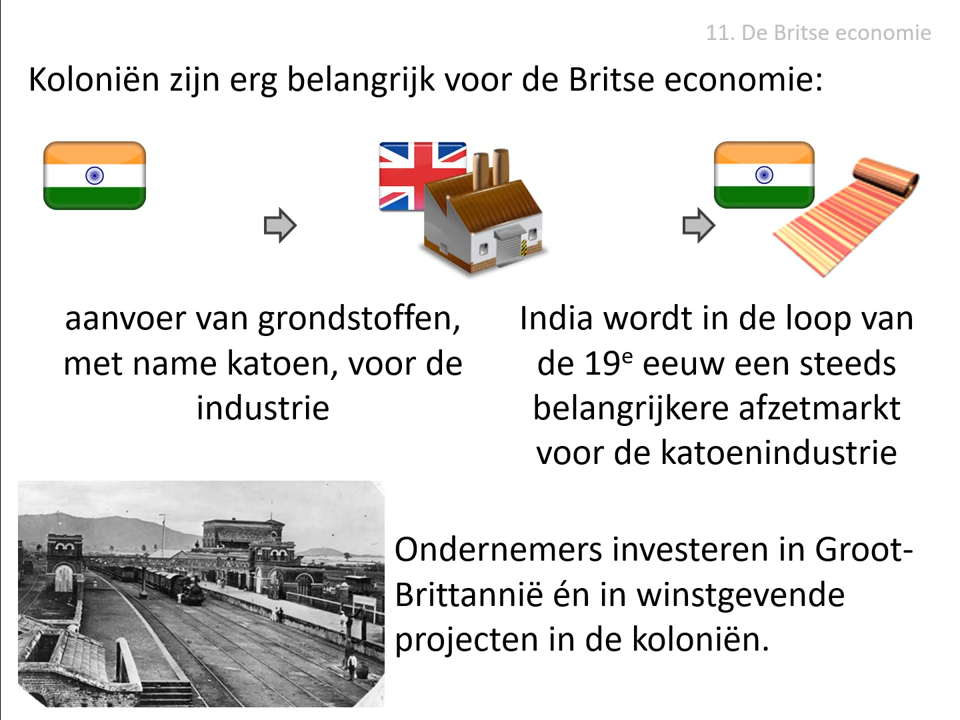 11. De Britse economie
Koloniën zijn erg belangrijk voor de Britse economie:
aanvoer van grondstoffen,
met name katoen, voor de
industrie
India wordt in de loop van
de 19e eeuw een steeds
belangrijkere afzetmarkt
voor de katoenindustrie
Ondernemers investeren in Groot-
Brittannië én in winstgevende
projecten in de koloniën.